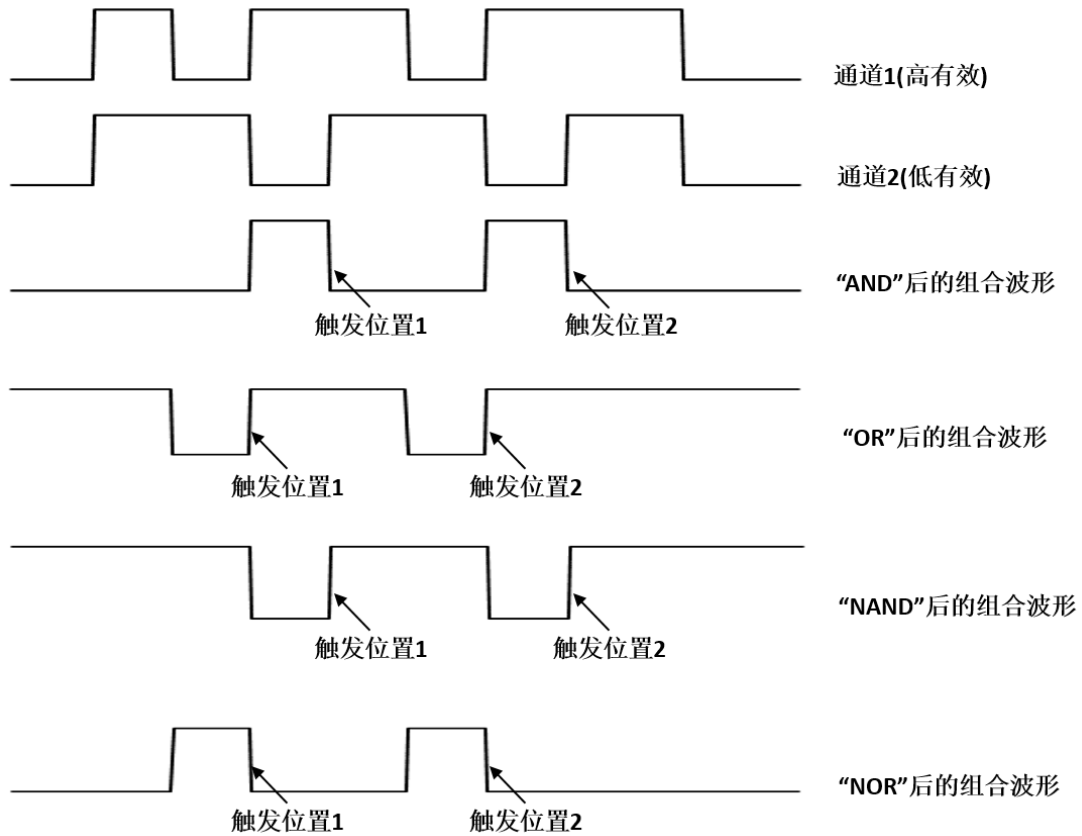 通道1(高有效)
通道2(低有效)
“AND”后的组合波形
触发位置1
触发位置2
“OR”后的组合波形
触发位置1
触发位置2
“NAND”后的组合波形
触发位置1
触发位置2
“NOR”后的组合波形
触发位置1
触发位置2